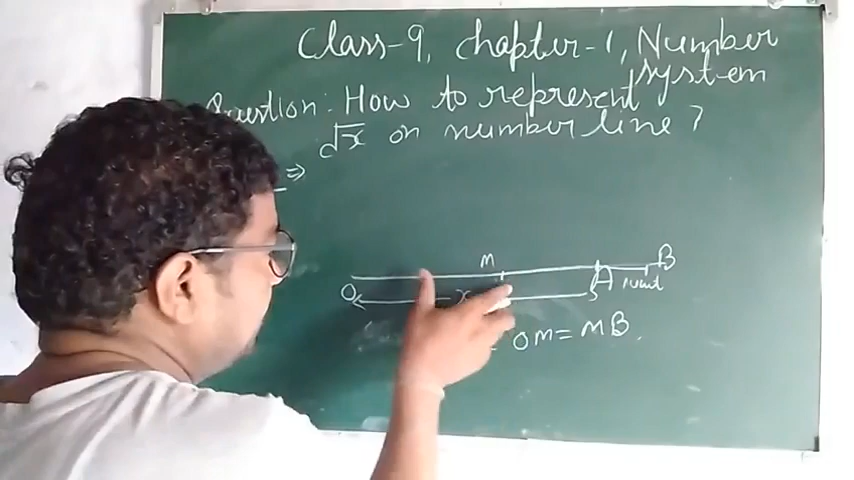 Class-9, Chapter-1, Number
system
Question: How to represent
√x on number line?
⇒
M B
O x A 1 unit
OM = MB.